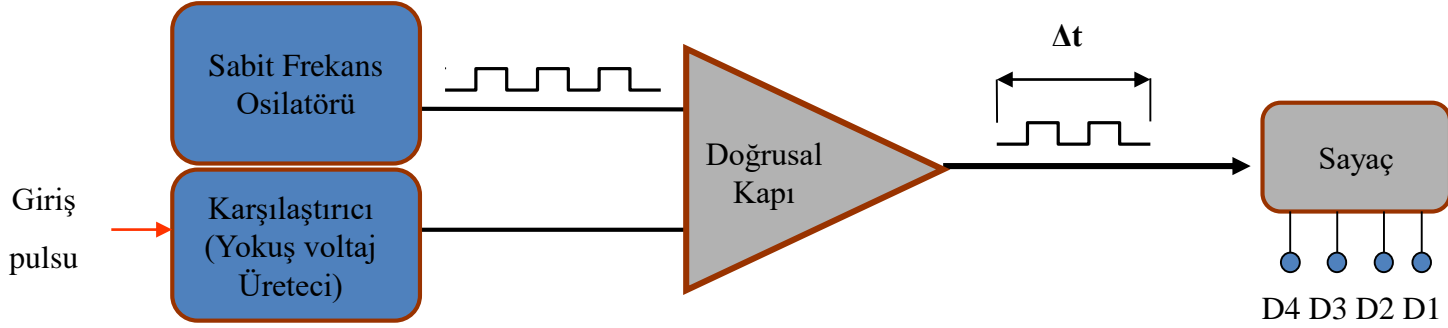 Sabit Frekans
Osilatörü
Giriş
pulsu
Karşılaştırıcı
(Yokuş voltaj
Üreteci)
Doğrusal
Kapı
Δt
Sayaç
D4 D3 D2 D1